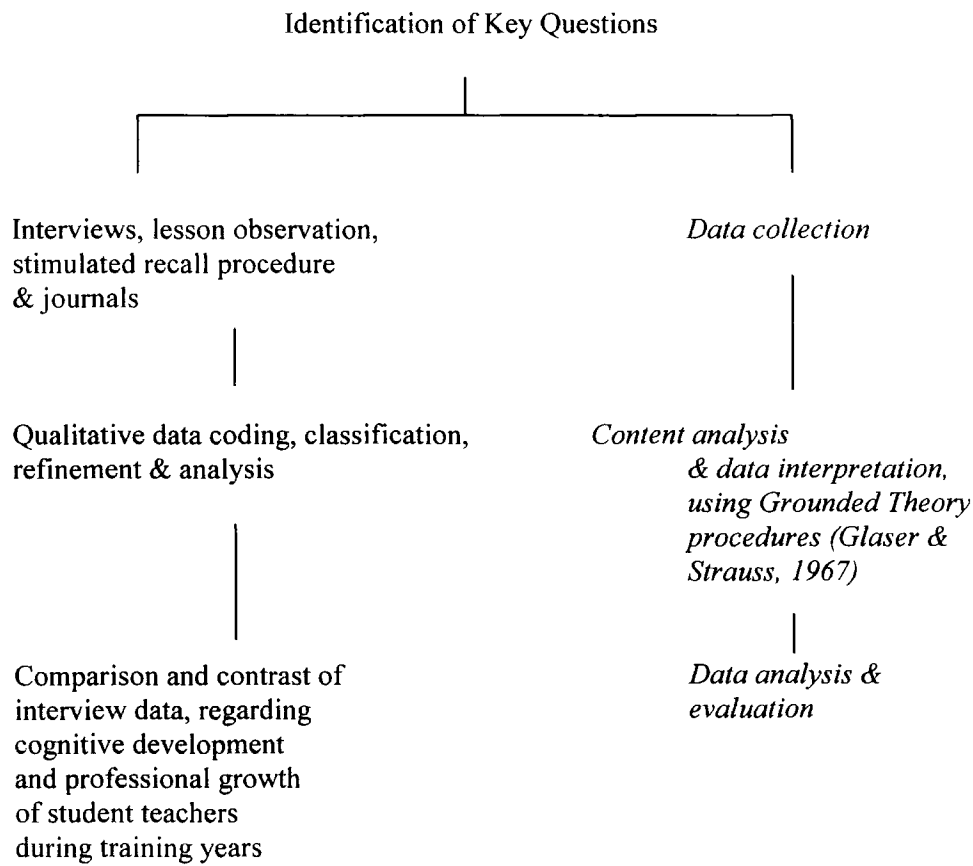 Identification of Key Questions
Interviews, lesson observation,
stimulated recall procedure
& journals
Data collection
Qualitative data coding, classification,
refinement & analysis
Content analysis
& data interpretation,
using Grounded Theory
procedures (Glaser &
Strauss, 1967)
Comparison and contrast of
interview data, regarding
cognitive development
and professional growth
of student teachers
during training years
Data analysis &
evaluation